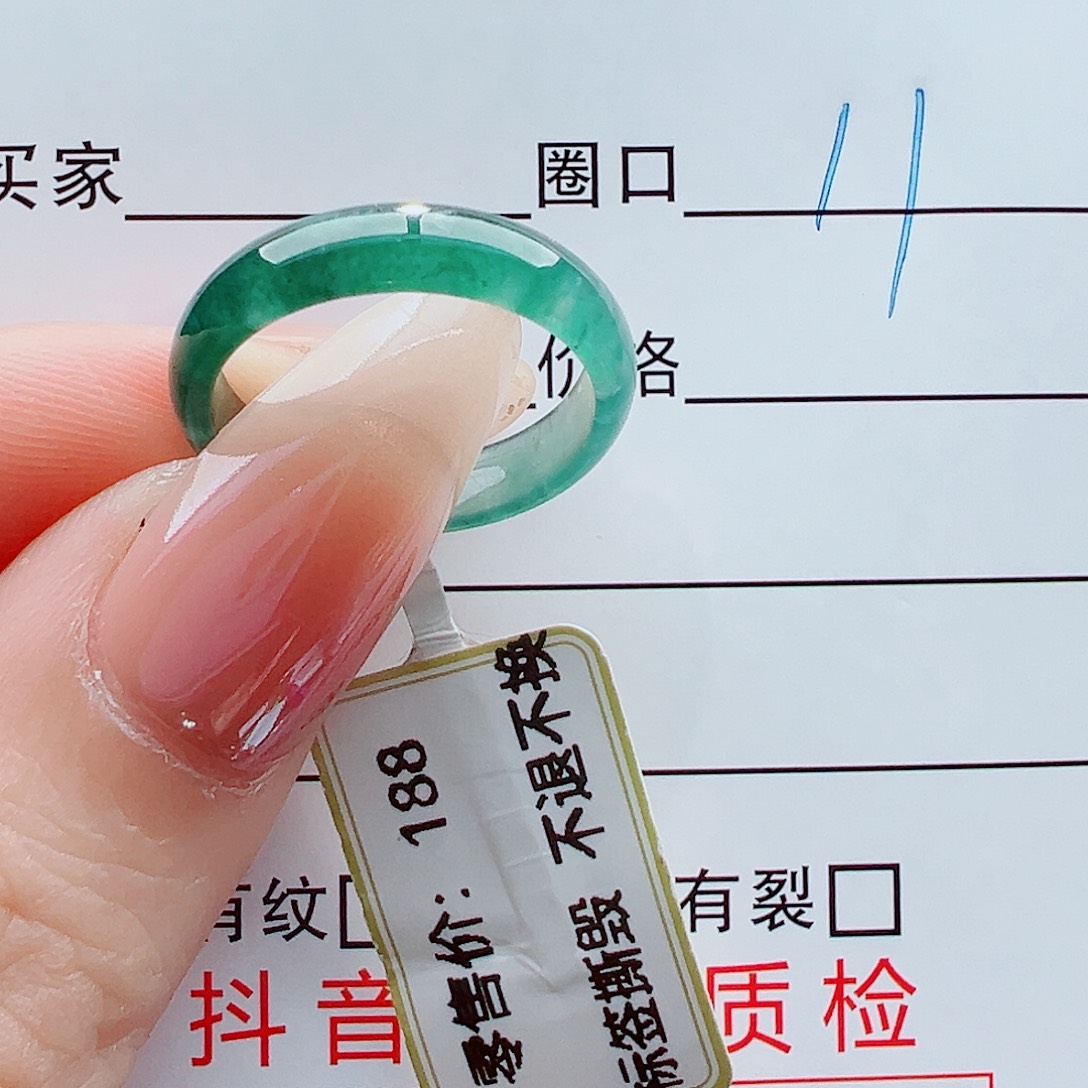 买家 圈口 11
价格
有纹 有裂
抖音 质检
零售价：188
标签撕毁 不退不换